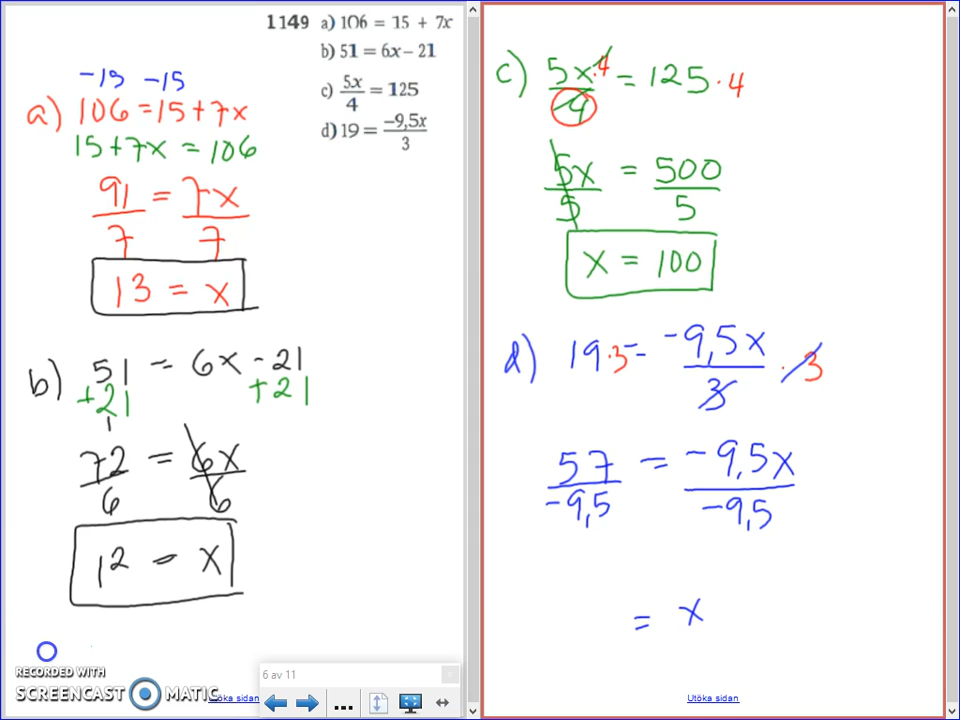 1149 a) 106 = 15 + 7x
b) 51 = 6x – 21
c) 5x/4 = 125
d) 19 = –9,5x/3
-15 -15
a) 106 = 15 + 7x
15 + 7x = 106
91/7 = 7x/7
13 = x
b) 51 = 6x - 21
+21 +21
72/6 = 6x/6
12 = x
RECORDED WITH
SCREENCAST MATIC
Utöka sidan
6 av 11
...
c) 5x·4/4 = 125 · 4
5x/5 = 500/5
x = 100
d) 19·3 = -9,5x/3 · 3
57/-9,5 = -9,5x/-9,5
= x
Utöka sidan